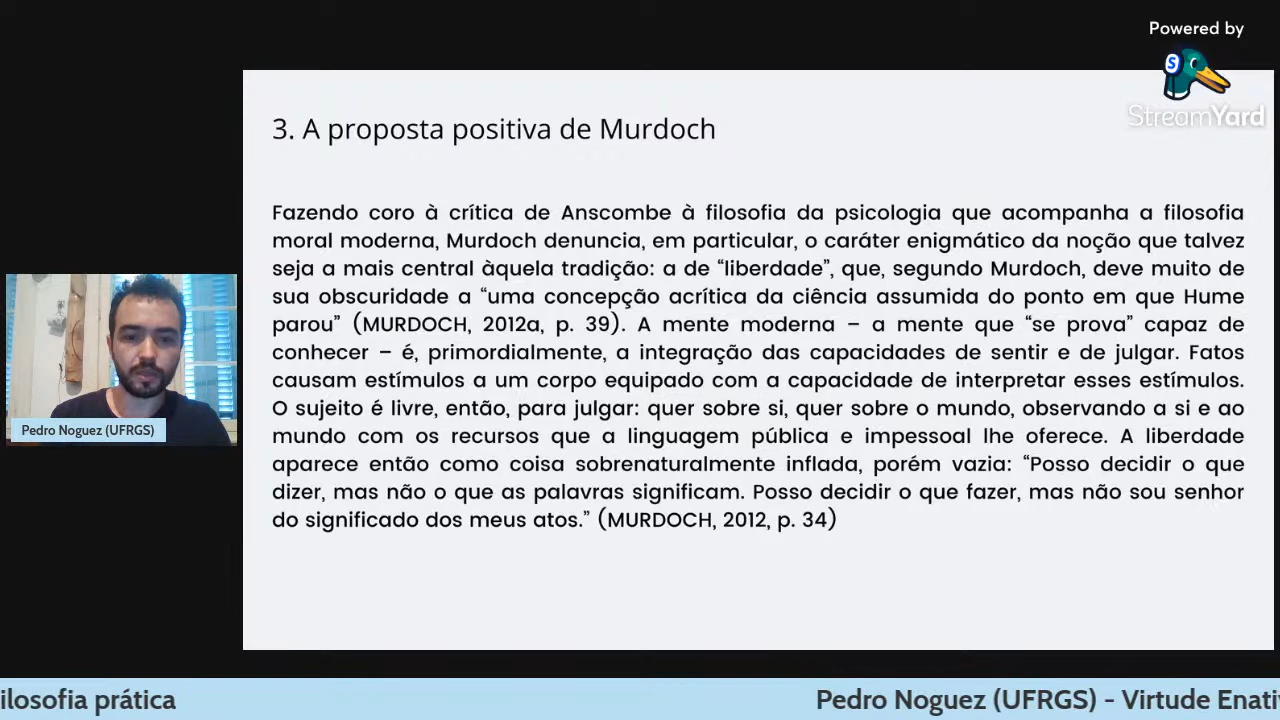 Powered by
StreamYard
3. A proposta positiva de Murdoch
Fazendo coro à crítica de Anscombe à filosofia da psicologia que acompanha a filosofia
moral moderna, Murdoch denuncia, em particular, o caráter enigmático da noção que talvez
seja a mais central àquela tradição: a de “liberdade”, que, segundo Murdoch, deve muito de
sua obscuridade a “uma concepção acrítica da ciência assumida do ponto em que Hume
parou” (MURDOCH, 2012a, p. 39). A mente moderna – a mente que “se prova” capaz de
conhecer – é, primordialmente, a integração das capacidades de sentir e de julgar. Fatos
causam estímulos a um corpo equipado com a capacidade de interpretar esses estímulos.
O sujeito é livre, então, para julgar: quer sobre si, quer sobre o mundo, observando a si e ao
mundo com os recursos que a linguagem pública e impessoal lhe oferece. A liberdade
aparece então como coisa sobrenaturalmente inflada, porém vazia: “Posso decidir o que
dizer, mas não o que as palavras significam. Posso decidir o que fazer, mas não sou senhor
do significado dos meus atos.” (MURDOCH, 2012, p. 34)
Pedro Noguez (UFRGS)
ilosofia prática
Pedro Noguez (UFRGS) - Virtude Enati